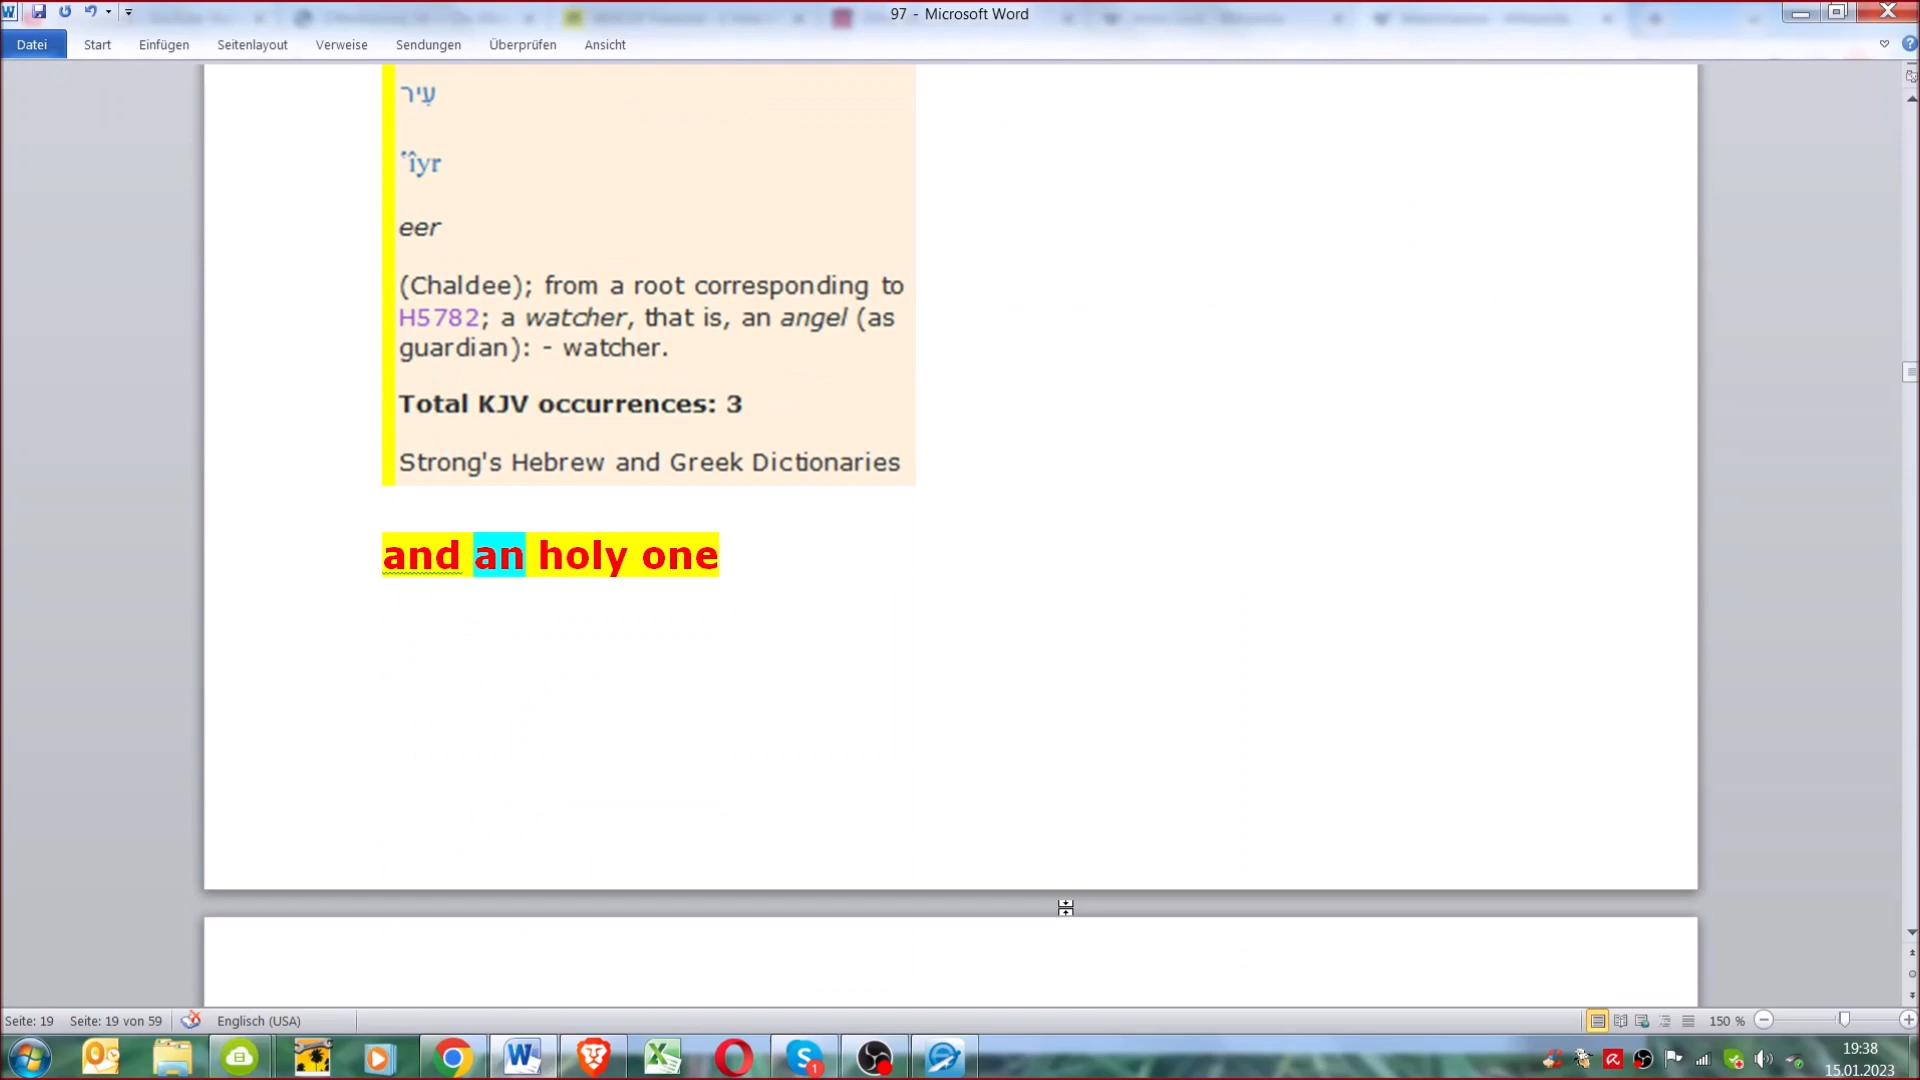 97 - Microsoft Word
Datei Start Einfügen Seitenlayout Verweise Sendungen Überprüfen Ansicht
עִיר
‛îyr
eer
(Chaldee); from a root corresponding to
H5782; a watcher, that is, an angel (as
guardian): - watcher.
Total KJV occurrences: 3
Strong's Hebrew and Greek Dictionaries
and an holy one
Seite: 19 Seite: 19 von 59 Englisch (USA) 150 %
19:38
15.01.2023